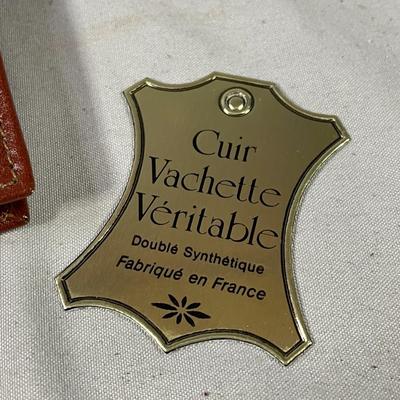 Cuir
Vachette
Véritable
Doublé Synthétique
Fabriqué en France